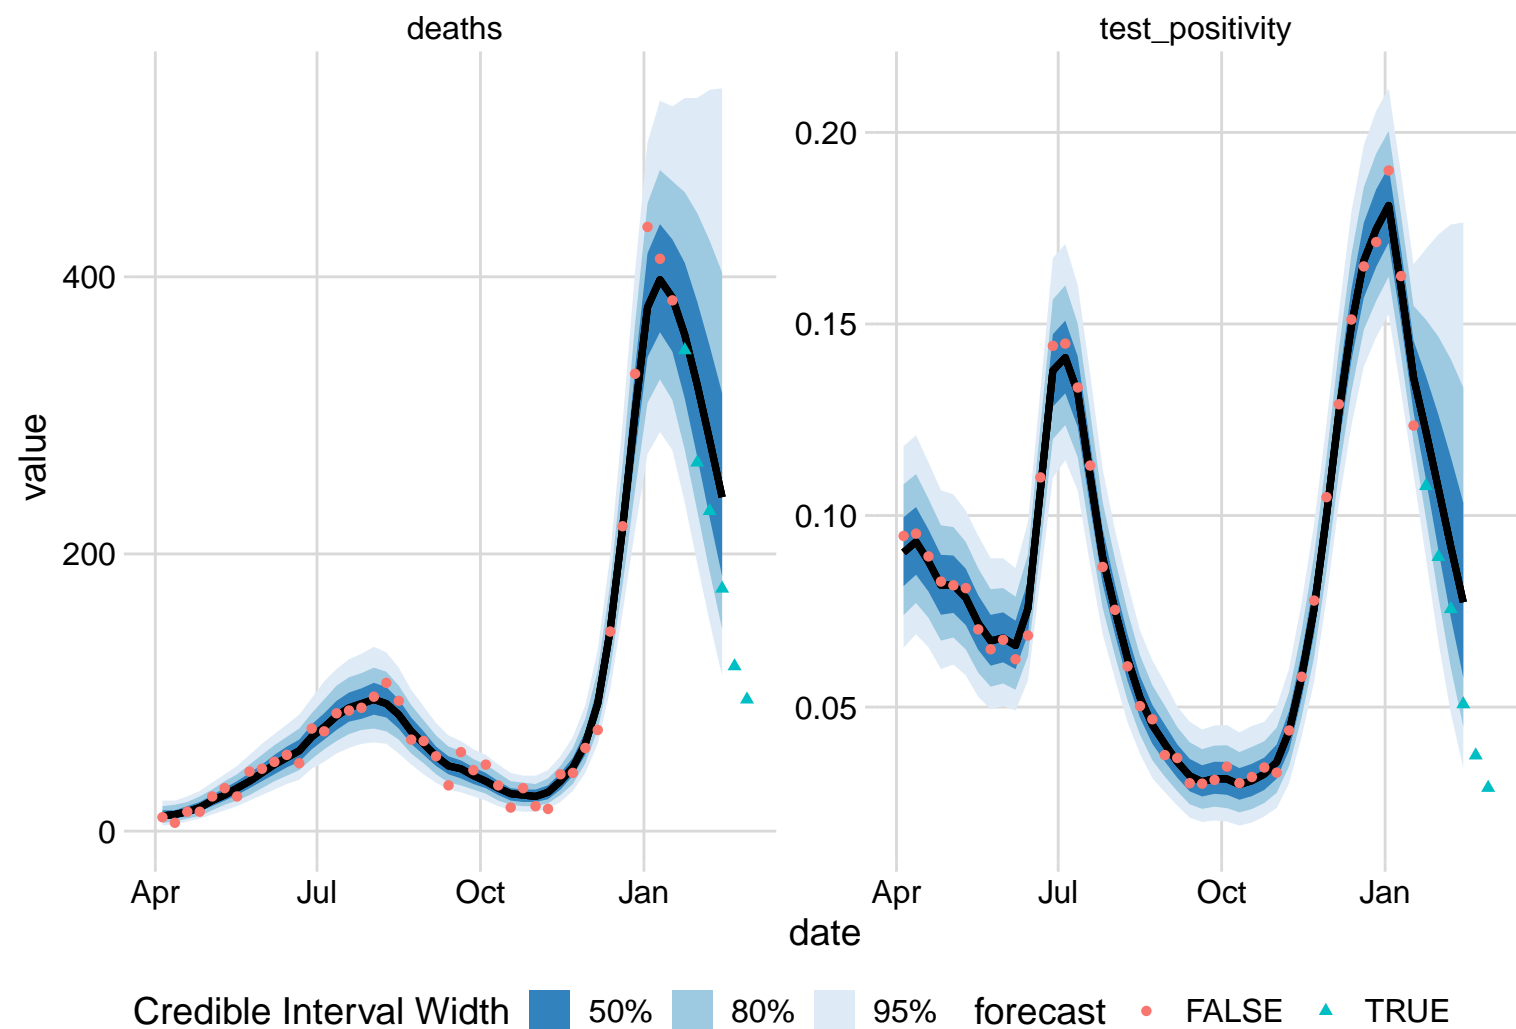 deaths
test_positivity
value
400
200
0
0.20
0.15
0.10
0.05
Apr Jul Oct Jan
Apr Jul Oct Jan
date
Credible Interval Width 50% 80% 95% forecast FALSE TRUE